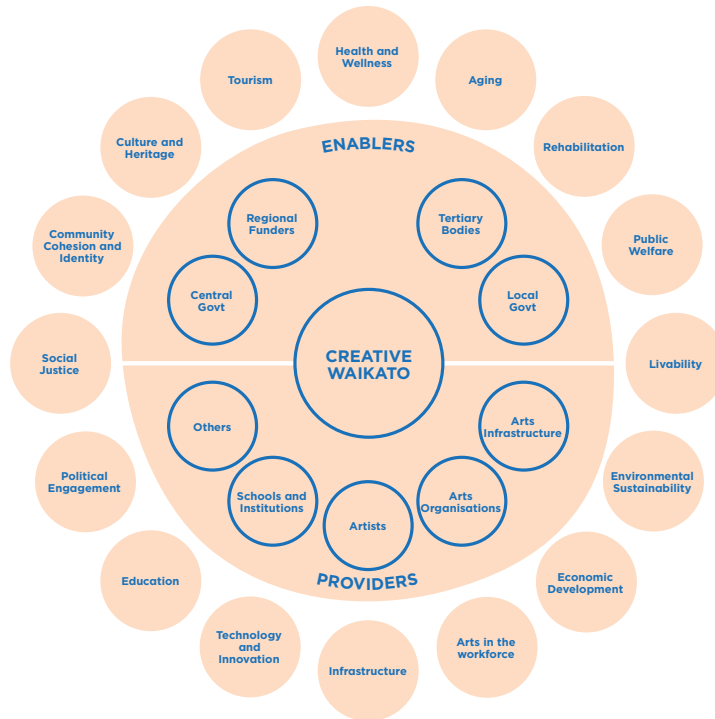 Health and
Wellness
Tourism
Aging
Culture and
Heritage
Rehabilitation
ENABLERS
Regional
Funders
Tertiary
Bodies
Community
Cohesion and
Identity
Public
Welfare
Central
Govt
Local
Govt
CREATIVE
WAIKATO
Social
Justice
Livability
Others
Arts
Infrastructure
Political
Engagement
Environmental
Sustainability
Schools and
Institutions
Arts
Organisations
Artists
PROVIDERS
Education
Economic
Development
Technology
and
Innovation
Arts in the
workforce
Infrastructure